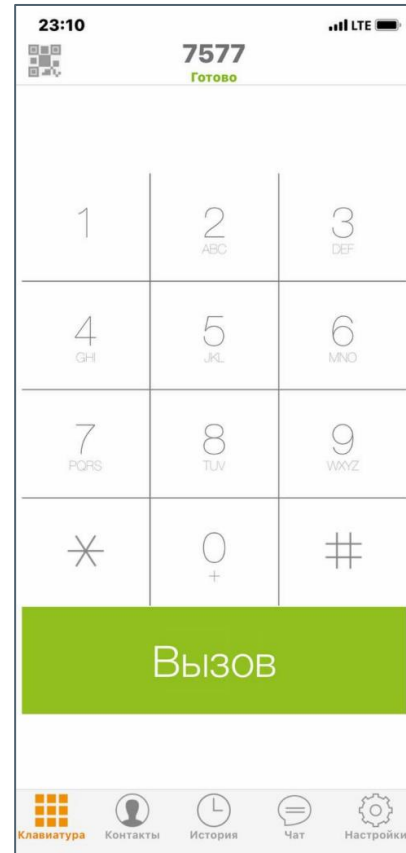 23:10 LTE
7577
Готово
1 2 3
ABC DEF
4 5 6
GHI JKL MNO
7 8 9
PQRS TUV WXYZ
* 0 #
+
Вызов
Клавиатура Контакты История Чат Настройки